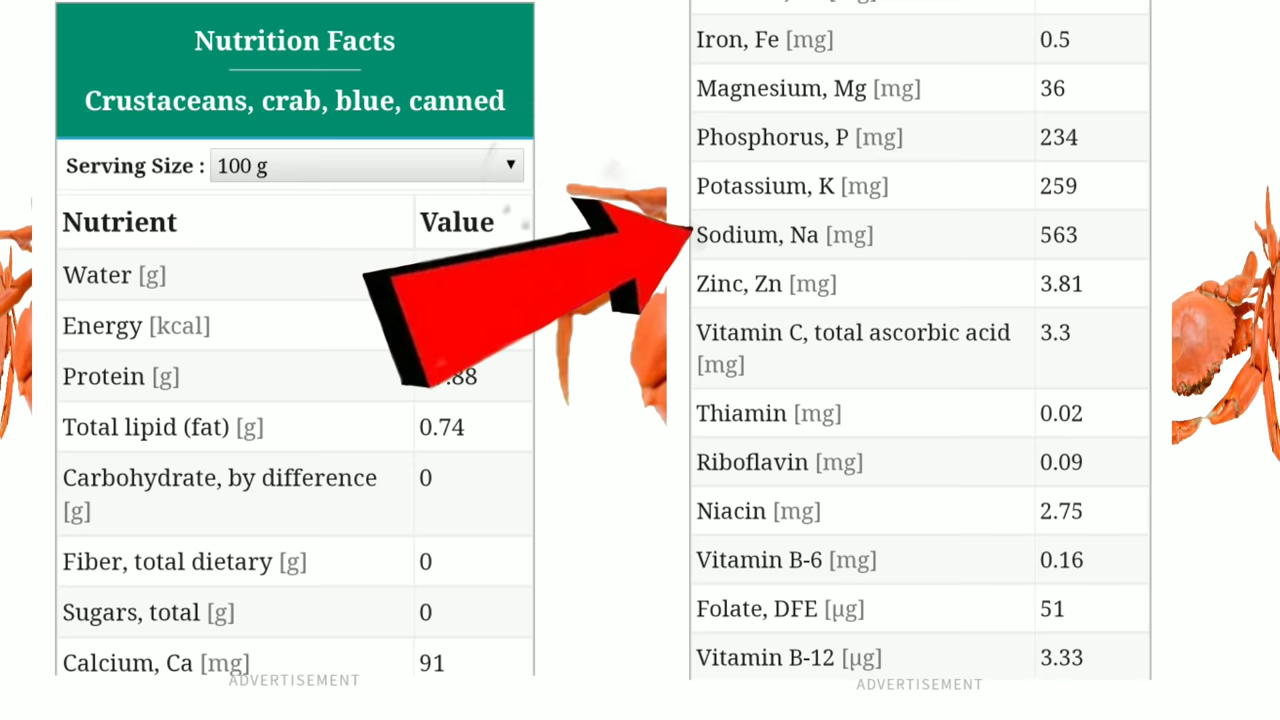 Nutrition Facts
Crustaceans, crab, blue, canned
Serving Size : 100 g
Nutrient Value
Water [g]
Energy [kcal]
Protein [g] .88
Total lipid (fat) [g] 0.74
Carbohydrate, by difference 0
[g]
Fiber, total dietary [g] 0
Sugars, total [g] 0
Calcium, Ca [mg] 91
ADVERTISEMENT
Iron, Fe [mg] 0.5
Magnesium, Mg [mg] 36
Phosphorus, P [mg] 234
Potassium, K [mg] 259
Sodium, Na [mg] 563
Zinc, Zn [mg] 3.81
Vitamin C, total ascorbic acid 3.3
[mg]
Thiamin [mg] 0.02
Riboflavin [mg] 0.09
Niacin [mg] 2.75
Vitamin B-6 [mg] 0.16
Folate, DFE [µg] 51
Vitamin B-12 [µg] 3.33
ADVERTISEMENT